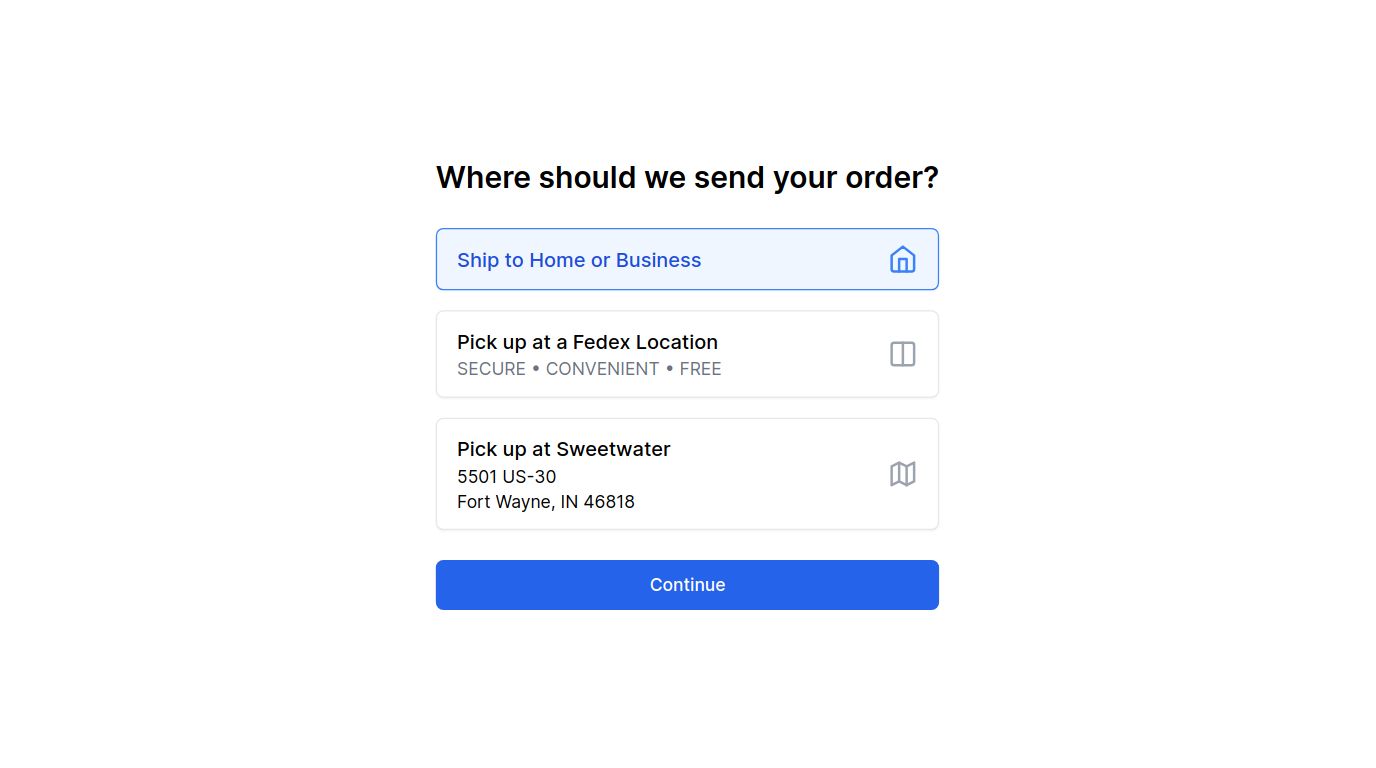 Where should we send your order?
Ship to Home or Business
Pick up at a Fedex Location
SECURE • CONVENIENT • FREE
Pick up at Sweetwater
5501 US-30
Fort Wayne, IN 46818
Continue